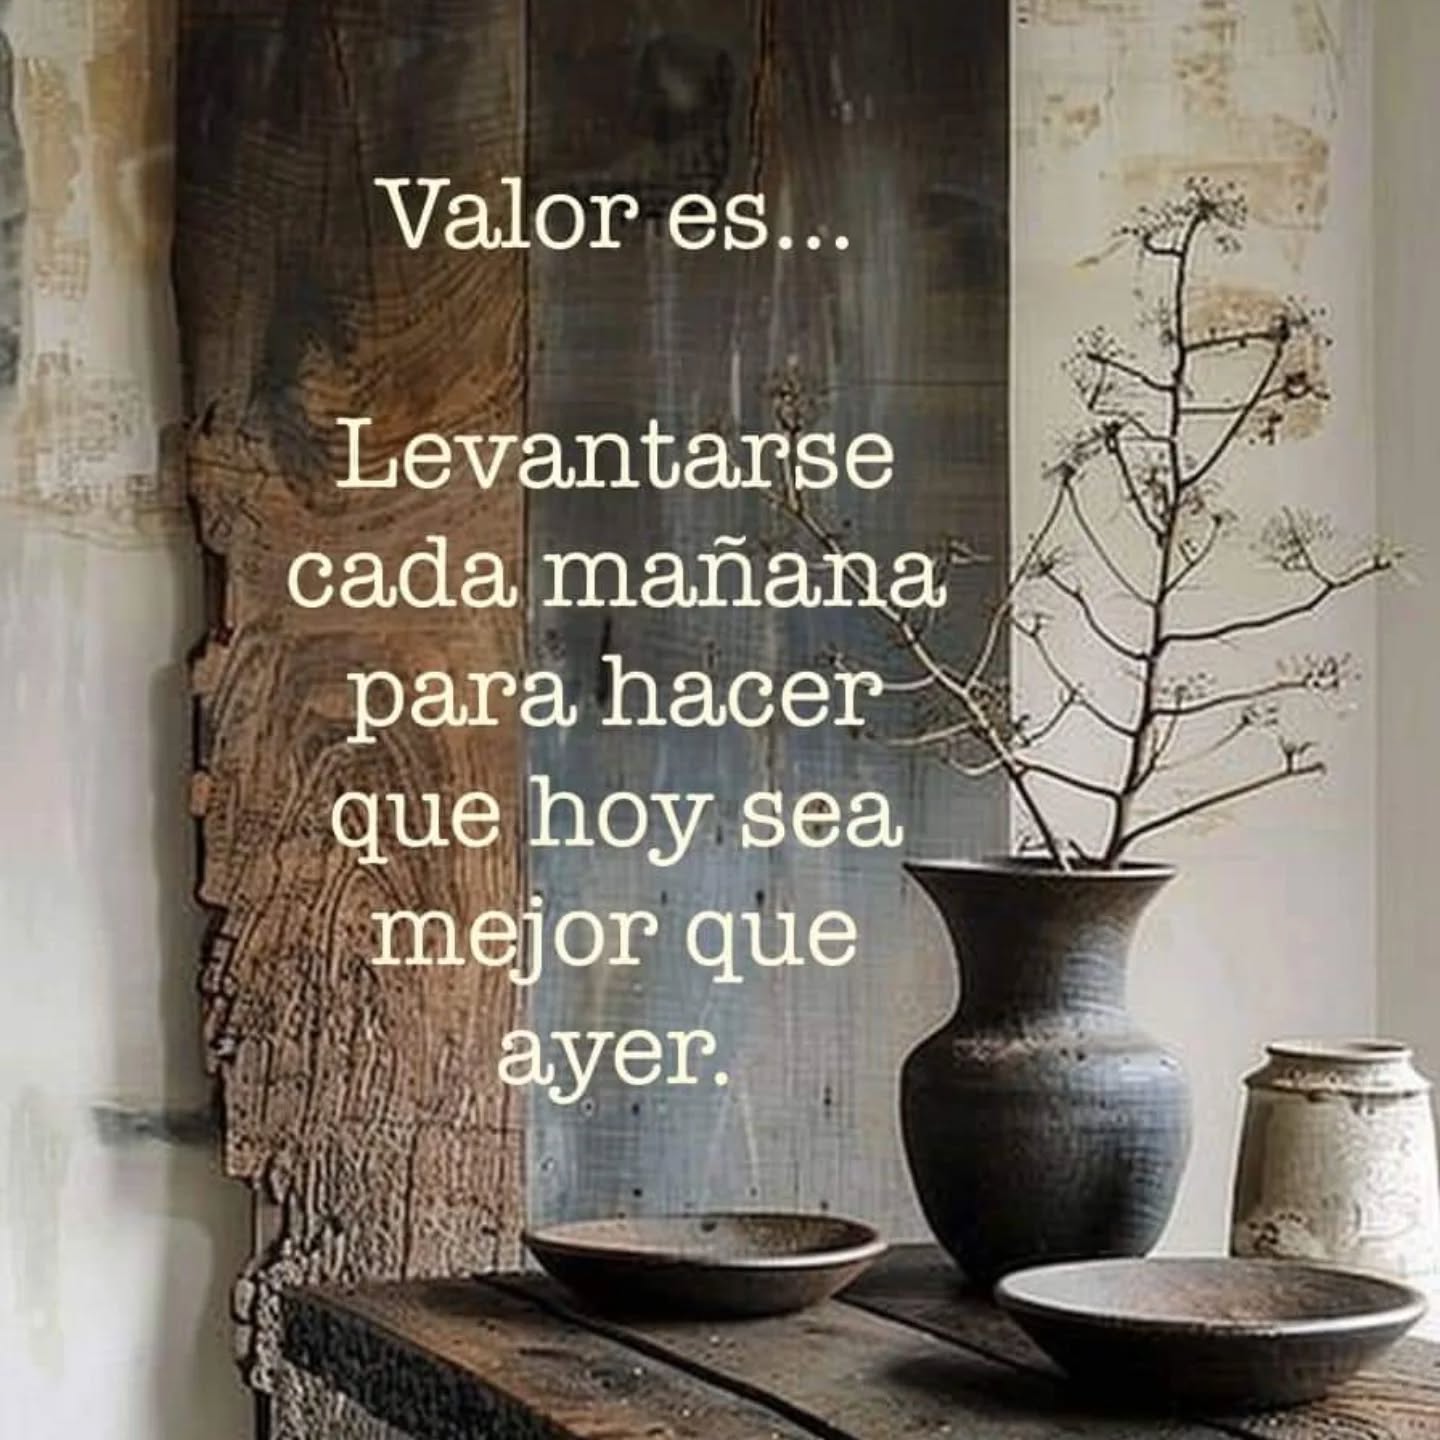 Valor es...
Levantarse
cada mañana
para hacer
que hoy sea
mejor que
ayer.